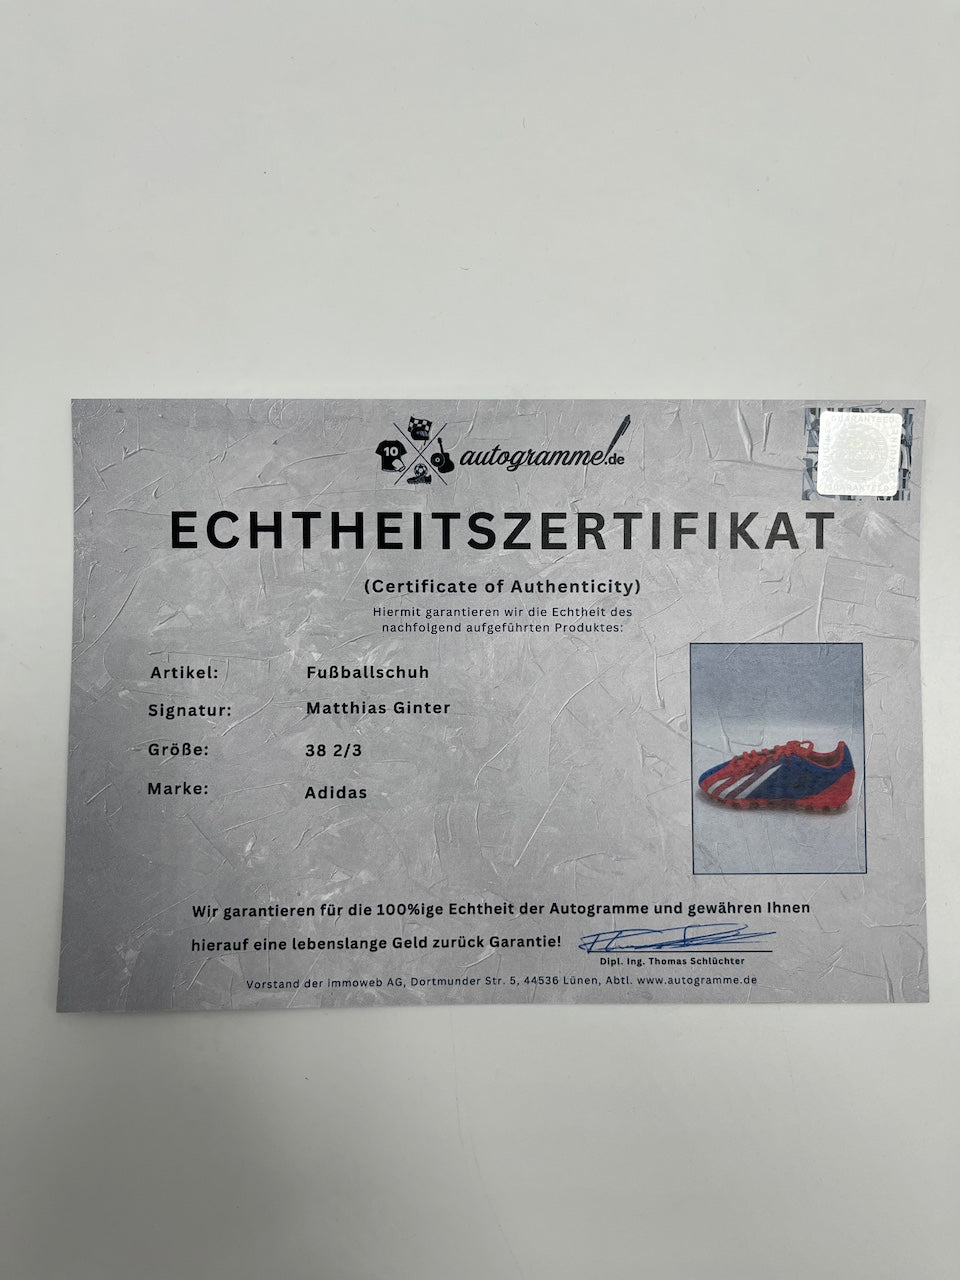 10
autogramme.de
GUARANTEED
ECHTHEITSZERTIFIKAT
(Certificate of Authenticity)
Hiermit garantieren wir die Echtheit des
nachfolgend aufgeführten Produktes:
Artikel: Fußballschuh
Signatur: Matthias Ginter
Größe: 38 2/3
Marke: Adidas
Wir garantieren für die 100%ige Echtheit der Autogramme und gewähren Ihnen
hierauf eine lebenslange Geld zurück Garantie!
Dipl. Ing. Thomas Schlüchter
Vorstand der immoweb AG, Dortmunder Str. 5, 44536 Lünen, Abtl. www.autogramme.de